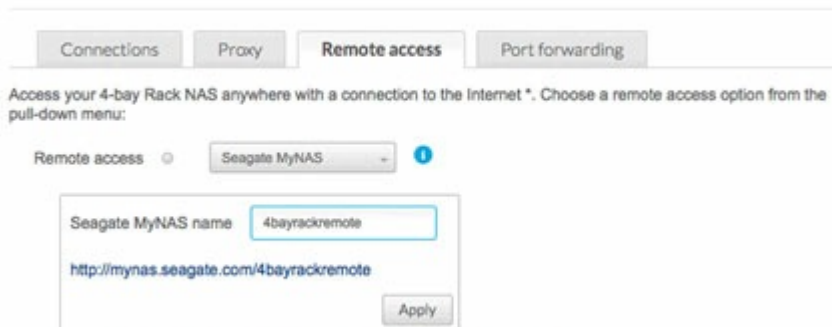 Connections Proxy Remote access Port forwarding
Access your 4-bay Rack NAS anywhere with a connection to the Internet *. Choose a remote access option from the
pull-down menu:
Remote access Seagate MyNAS i
Seagate MyNAS name 4bayrackremote
http://mynas.seagate.com/4bayrackremote
Apply